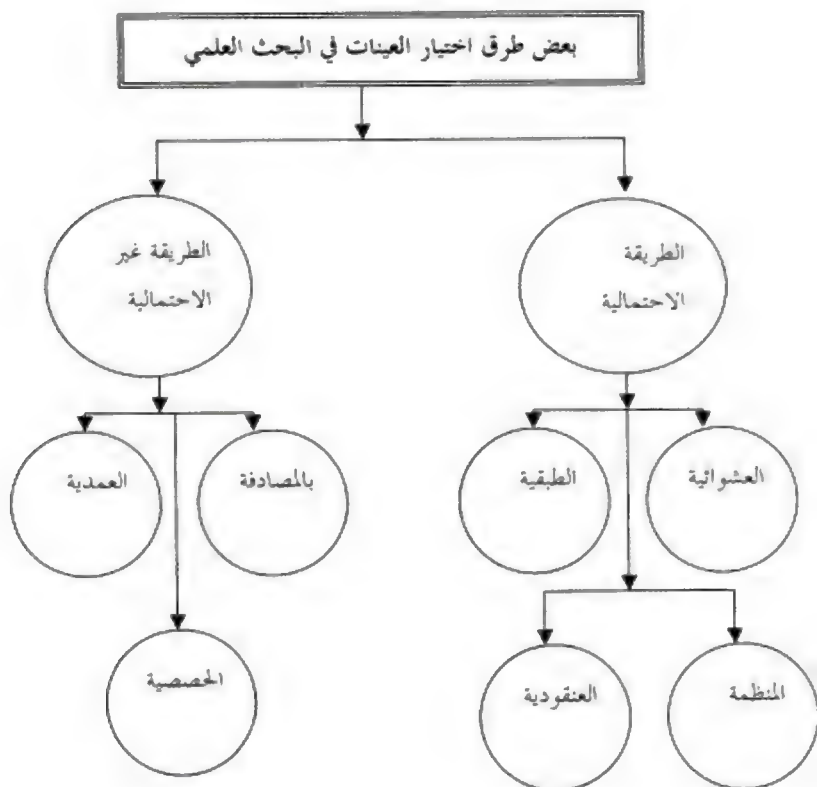 بعض طرق اختيار العينات في البحث العلمي
الطريقة
الاحتمالية
الطريقة غير
الاحتمالية
العشوائية
الطبقية
بالمصادفة
العمدية
المنظمة
العنقودية
الحصصية